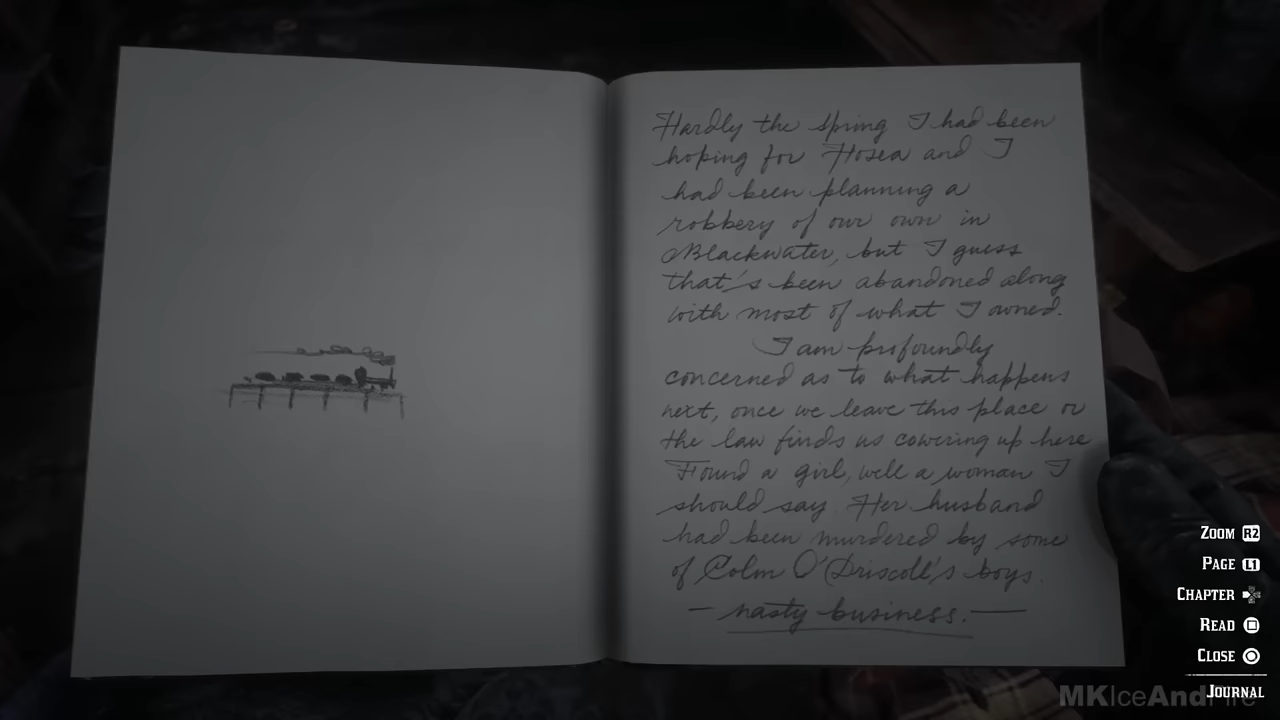 Hardly the spring I had been
hoping for Hosea and I
had been planning a
robbery of our own in
Blackwater, but I guess
that's been abandoned along
with most of what I owned.
I am profoundly
concerned as to what happens
next, once we leave this place or
the law finds us cowering up here
Found a girl, well a woman I
should say. Her husband
had been murdered by some
of Colm O'Driscoll's boys.
— nasty business. —
ZOOM R2
PAGE L1
CHAPTER
READ
CLOSE
JOURNAL
MKIceAndFire